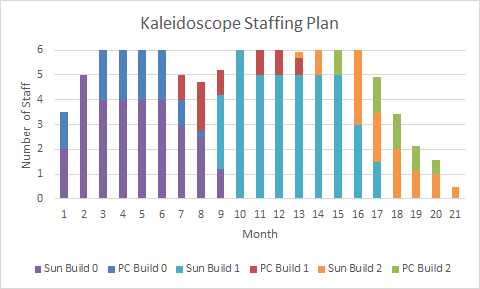 Kaleidoscope Staffing Plan
6
5
4
3
2
1
0
Number of Staff
1 2 3 4 5 6 7 8 9 10 11 12 13 14 15 16 17 18 19 20 21
Month
Sun Build 0 PC Build 0 Sun Build 1 PC Build 1 Sun Build 2 PC Build 2